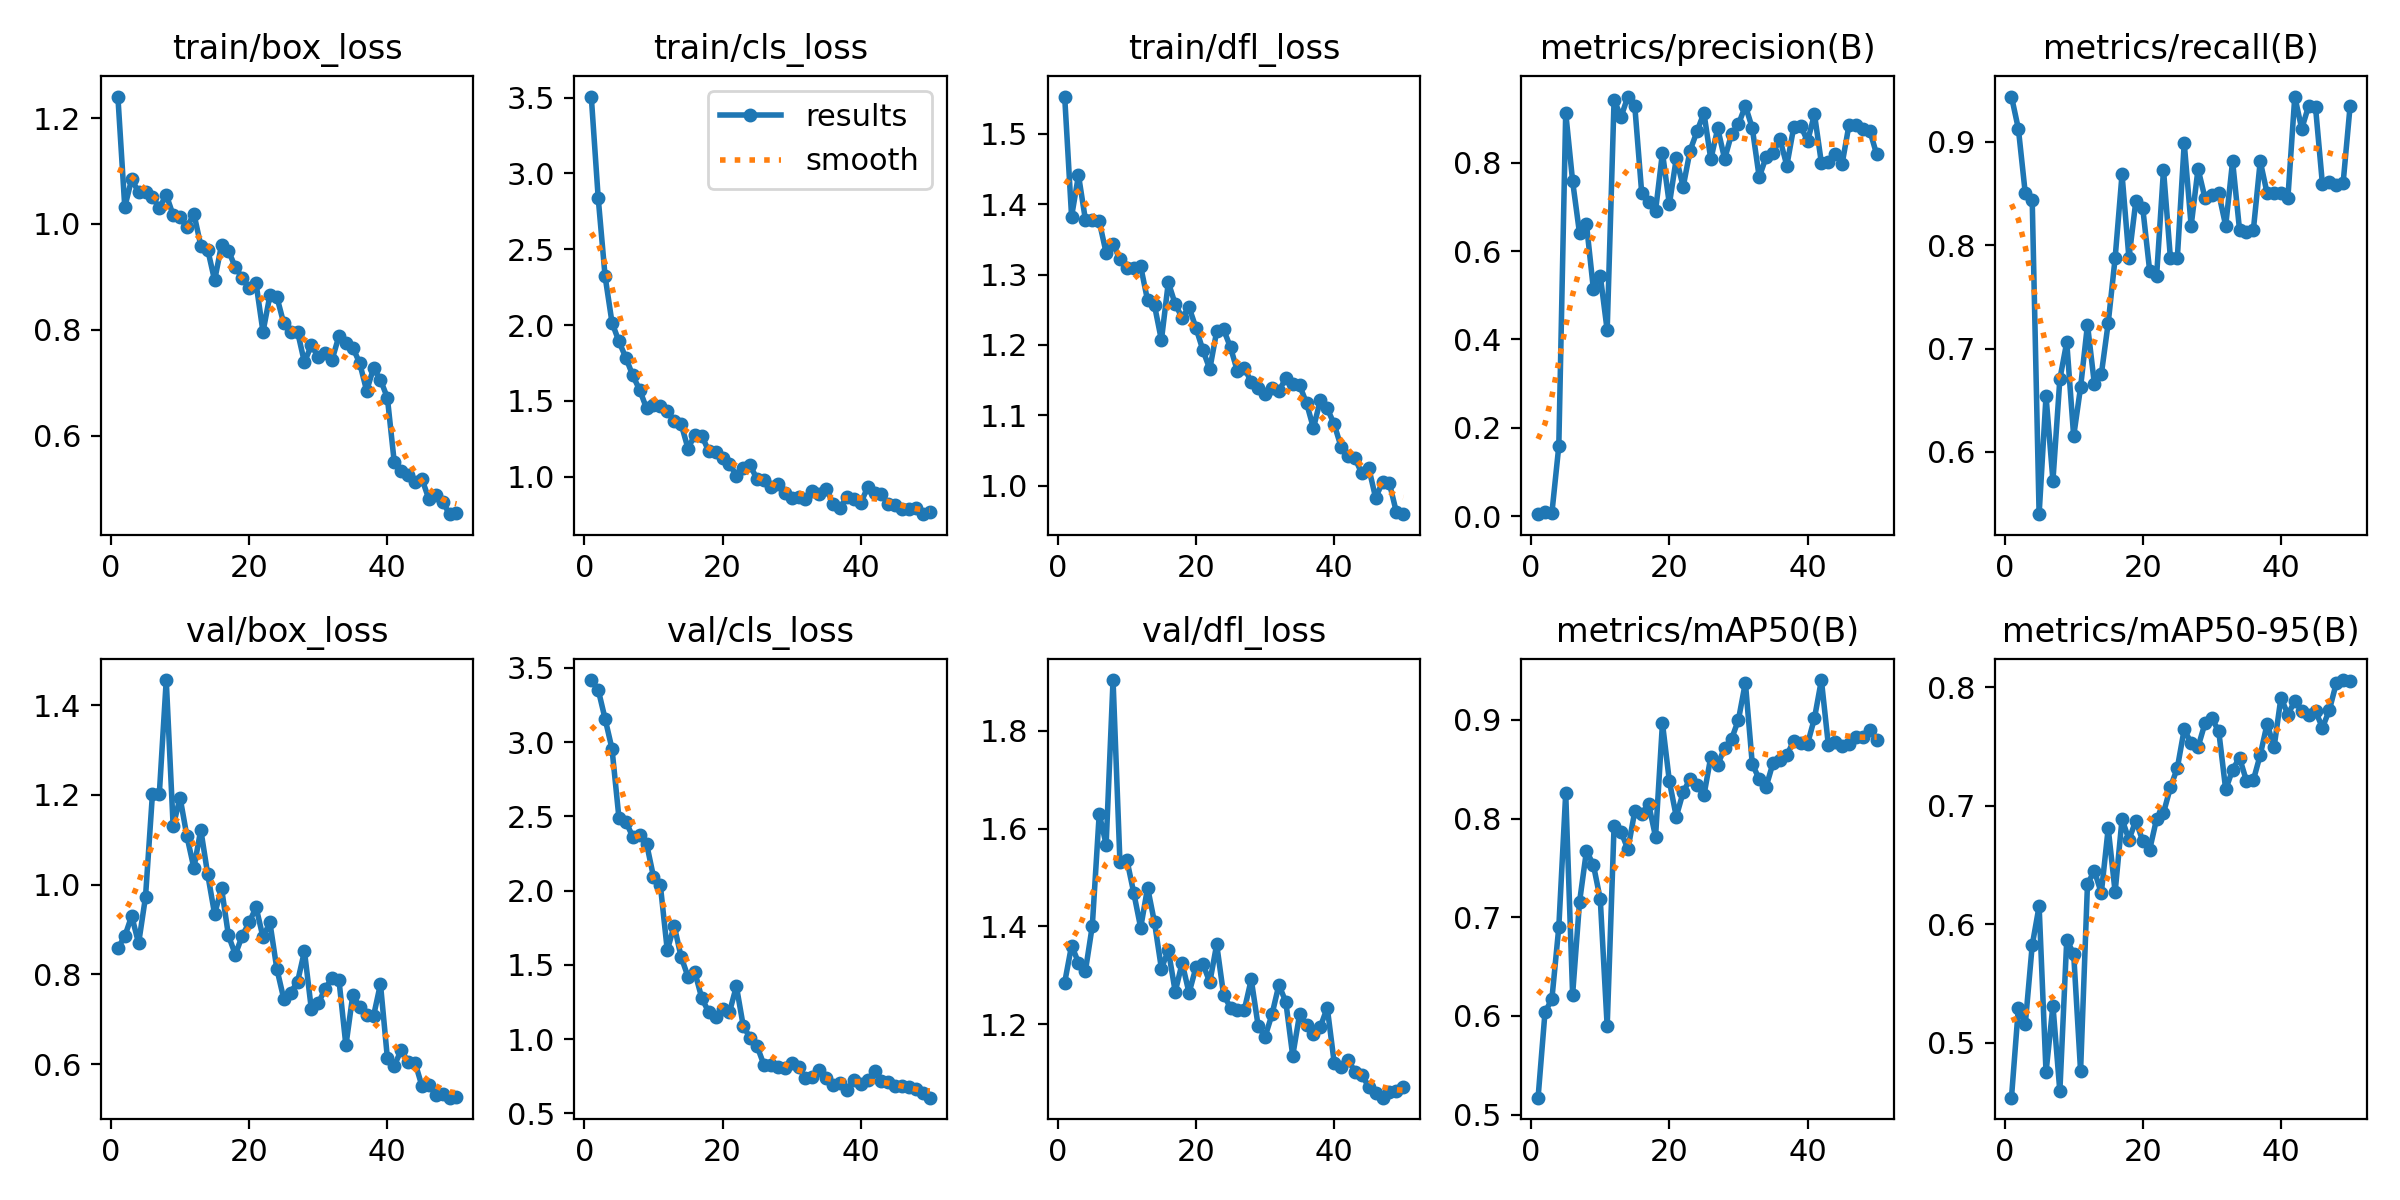 train/box_loss
1.2
1.0
0.8
0.6
0 20 40
train/cls_loss
3.5
3.0
2.5
2.0
1.5
1.0
results
smooth
0 20 40
train/dfl_loss
1.5
1.4
1.3
1.2
1.1
1.0
0 20 40
metrics/precision(B)
0.8
0.6
0.4
0.2
0.0
0 20 40
metrics/recall(B)
0.9
0.8
0.7
0.6
0 20 40
val/box_loss
1.4
1.2
1.0
0.8
0.6
0 20 40
val/cls_loss
3.5
3.0
2.5
2.0
1.5
1.0
0.5
0 20 40
val/dfl_loss
1.8
1.6
1.4
1.2
0 20 40
metrics/mAP50(B)
0.9
0.8
0.7
0.6
0.5
0 20 40
metrics/mAP50-95(B)
0.8
0.7
0.6
0.5
0 20 40